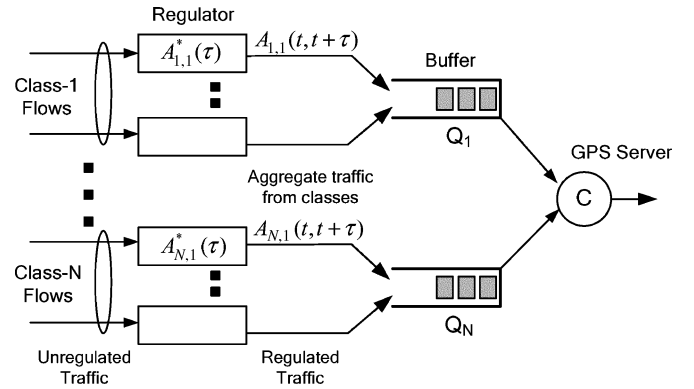 Regulator
A*1,1(τ)
A1,1(t,t+τ)
Buffer
Class-1
Flows
Q1
GPS Server
Aggregate traffic
from classes
C
A*N,1(τ)
AN,1(t,t+τ)
Class-N
Flows
QN
Unregulated
Traffic
Regulated
Traffic